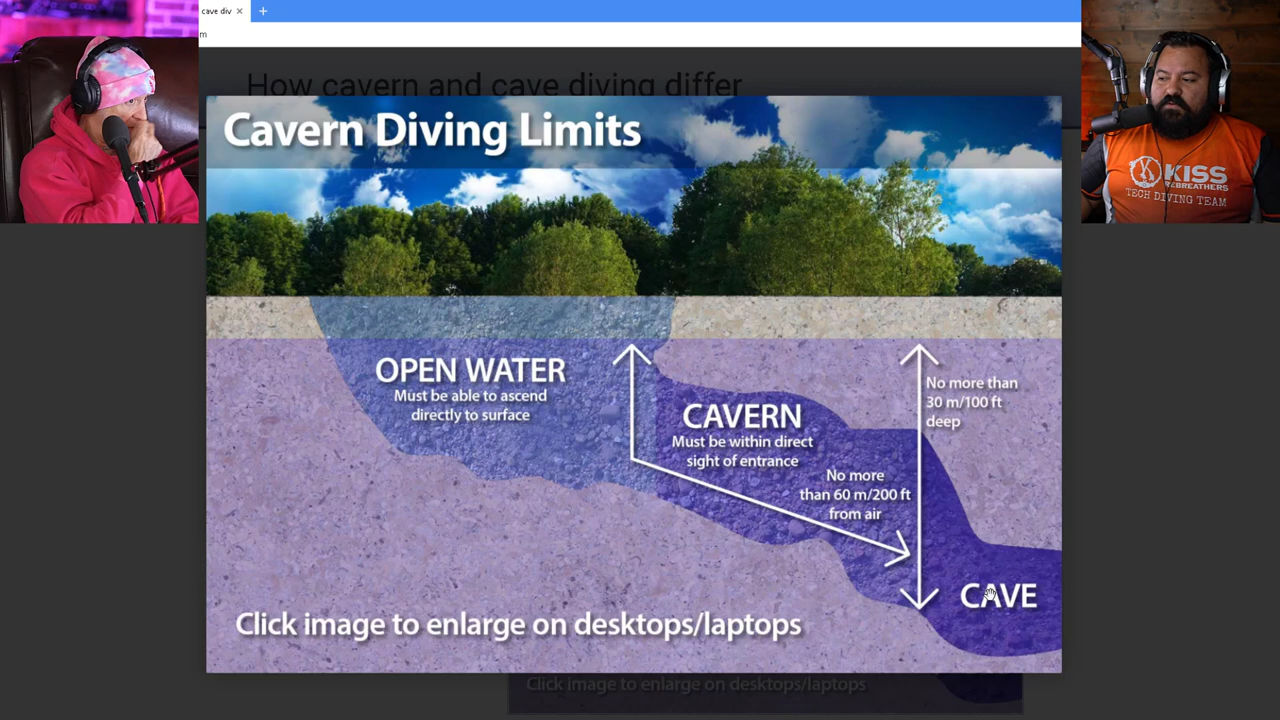 cave div
m
How cavern and cave diving differ
Cavern Diving Limits
OPEN WATER
Must be able to ascend
directly to surface
CAVERN
Must be within direct
sight of entrance
No more
than 60 m/200 ft
from air
No more than
30 m/100 ft
deep
CAVE
Click image to enlarge on desktops/laptops
Click image to enlarge on desktops/laptops
KISS
REBREATHERS
TECH DIVING TEAM